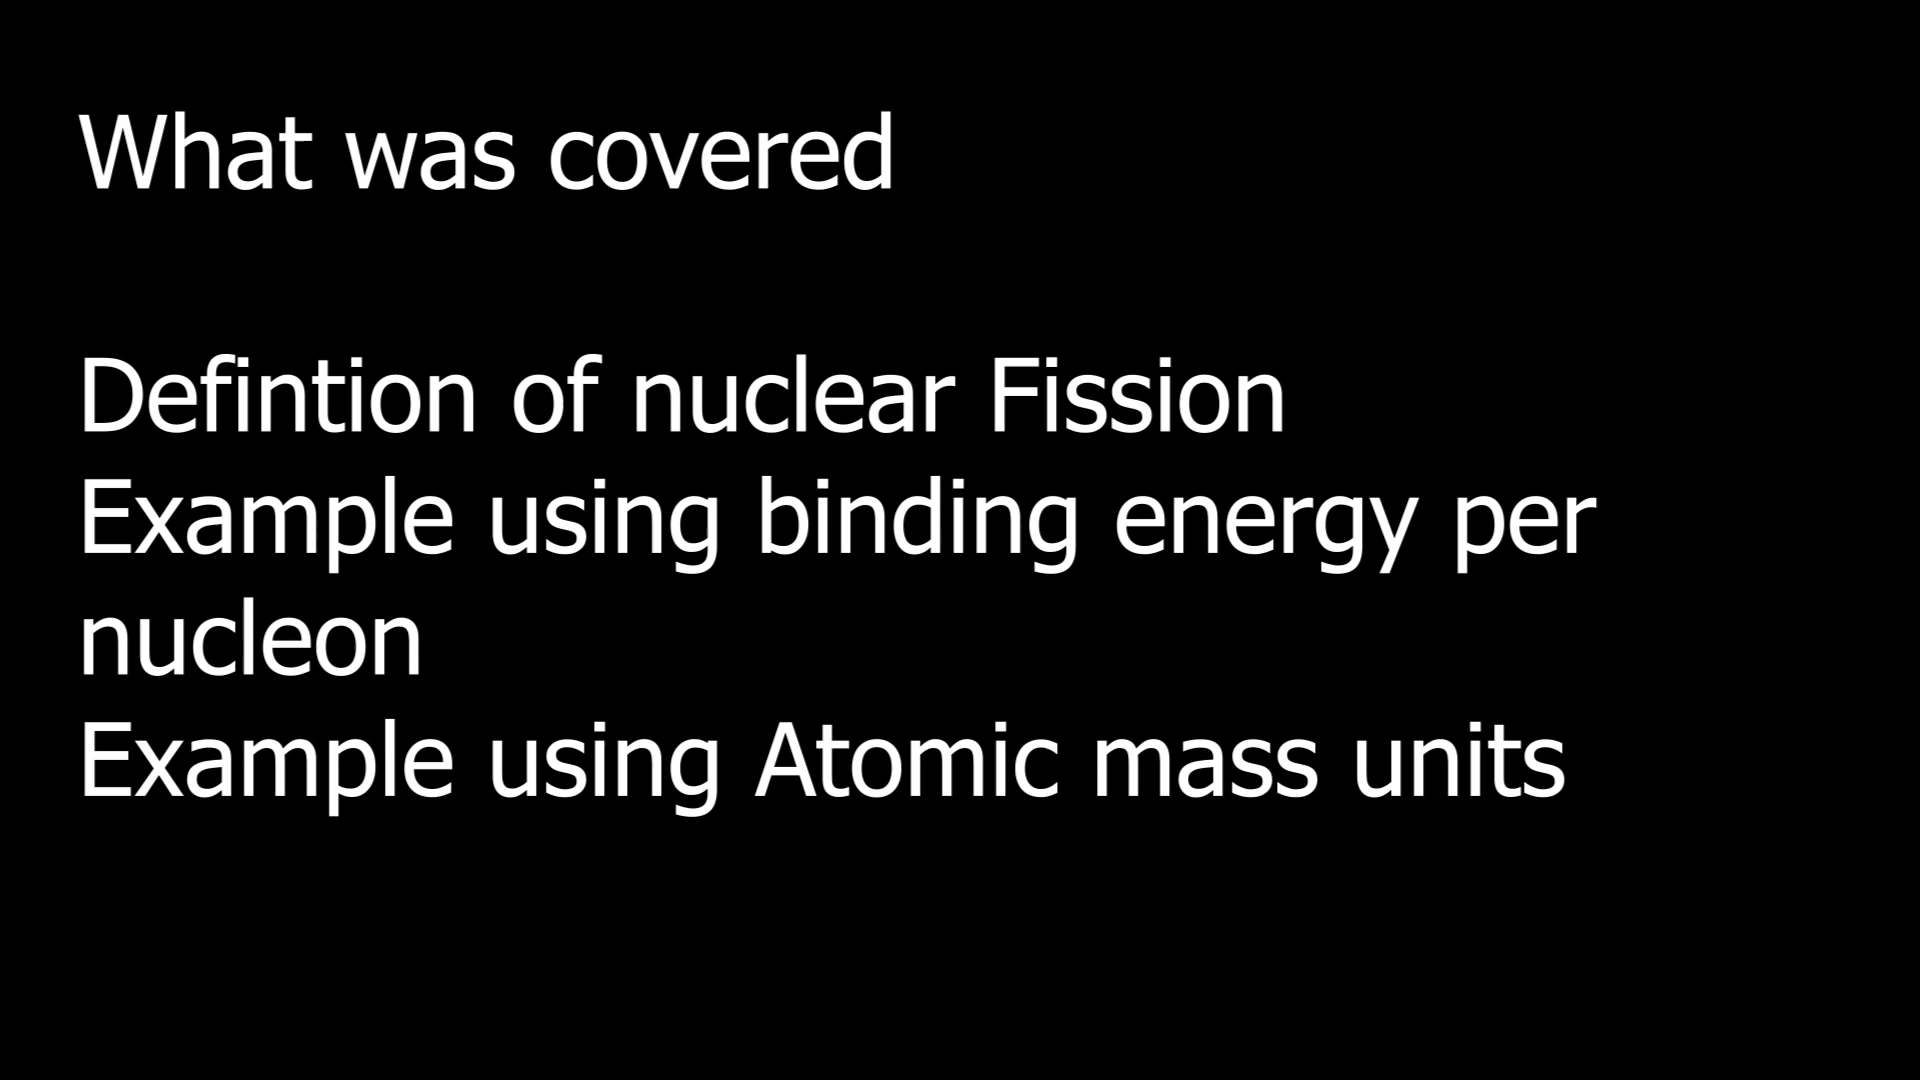 What was covered
Defintion of nuclear Fission
Example using binding energy per
nucleon
Example using Atomic mass units